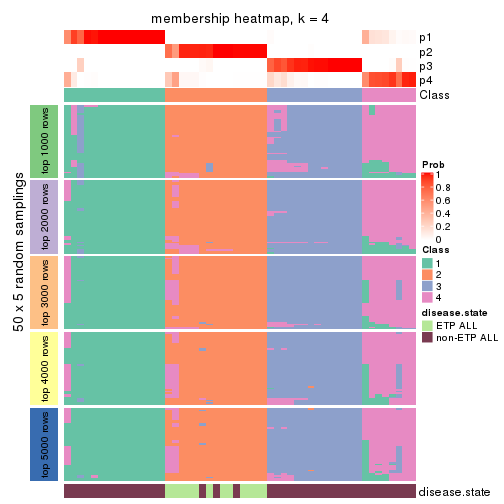 membership heatmap, k = 4
p1
p2
p3
p4
Class
50 x 5 random samplings
top 1000 rows
top 2000 rows
top 3000 rows
top 4000 rows
top 5000 rows
Prob
1
0.8
0.6
0.4
0.2
0
Class
1
2
3
4
disease.state
ETP ALL
non-ETP ALL
disease.state